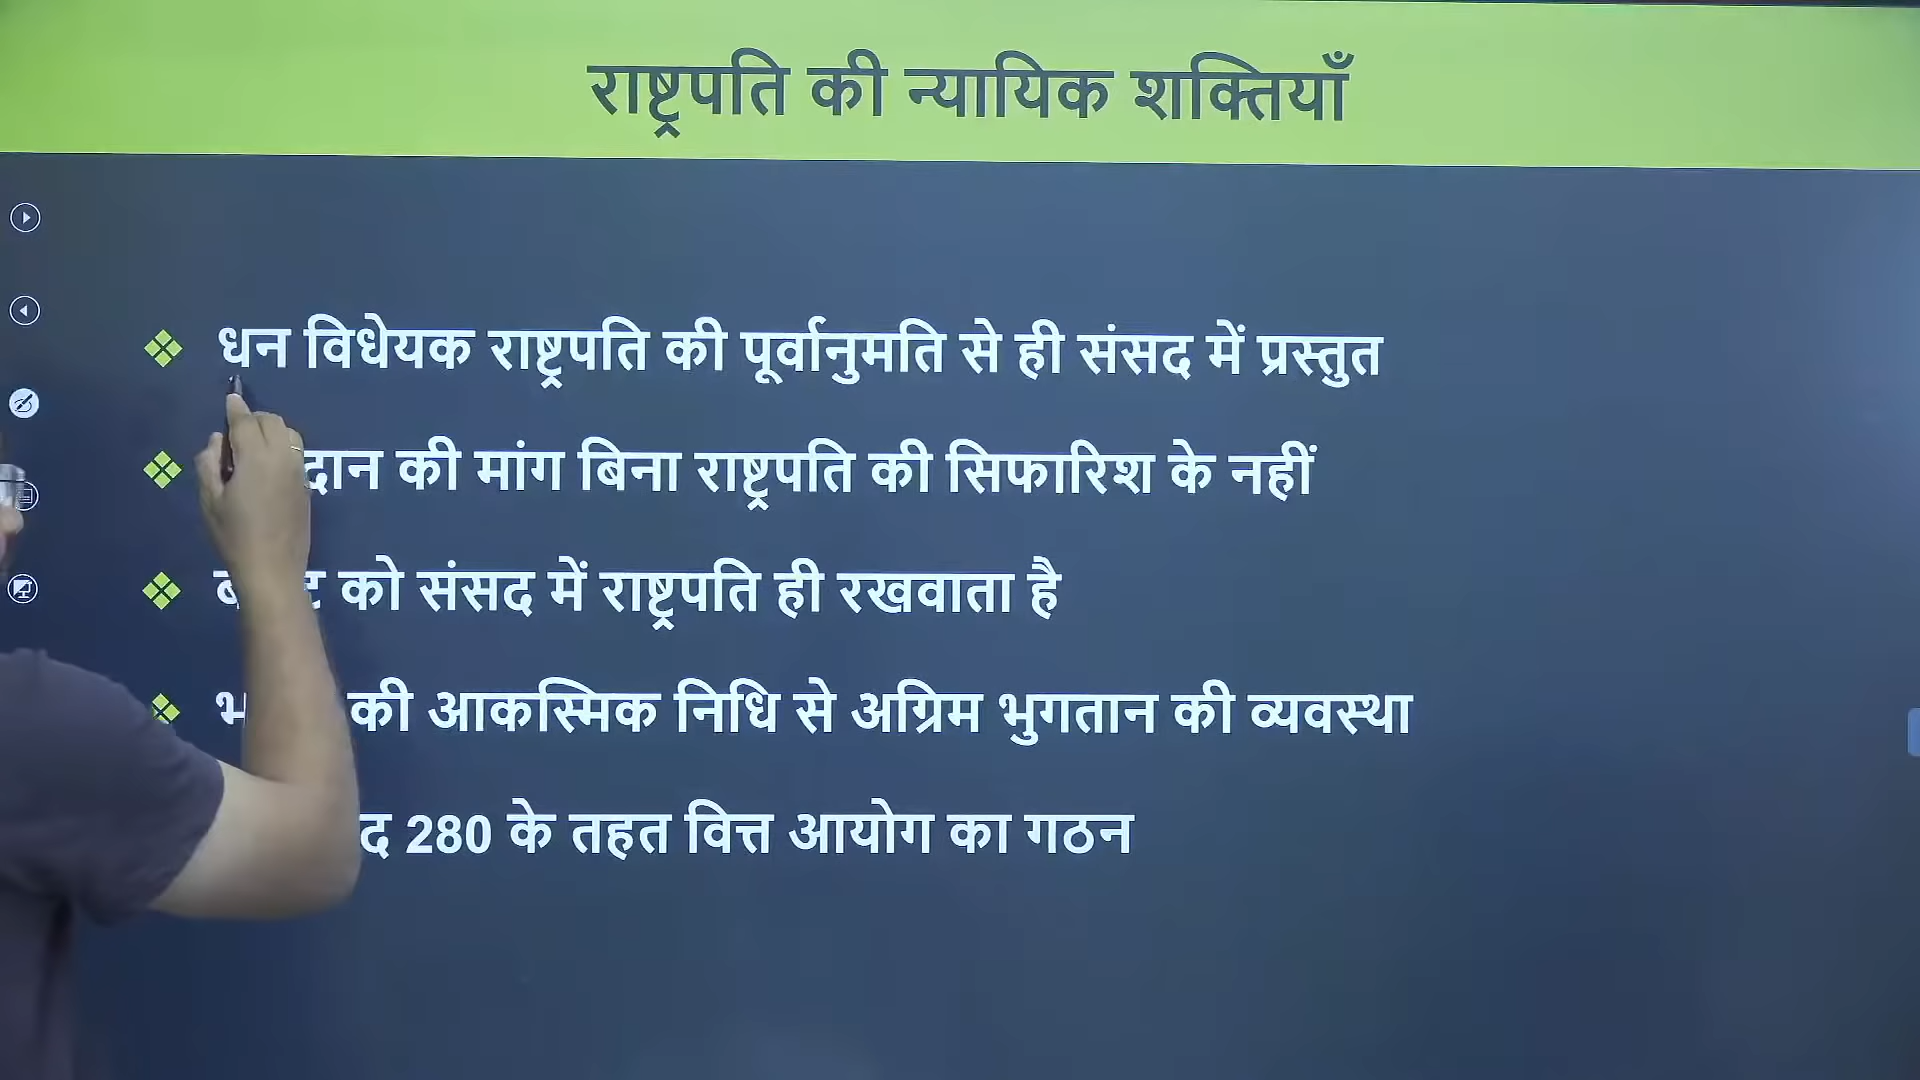 राष्ट्रपति की न्यायिक शक्तियाँ
धन विधेयक राष्ट्रपति की पूर्वानुमति से ही संसद में प्रस्तुत
की मांग बिना राष्ट्रपति की सिफारिश के नहीं
को संसद में राष्ट्रपति ही रखवाता है
की आकस्मिक निधि से अग्रिम भुगतान की व्यवस्था
280 के तहत वित्त आयोग का गठन